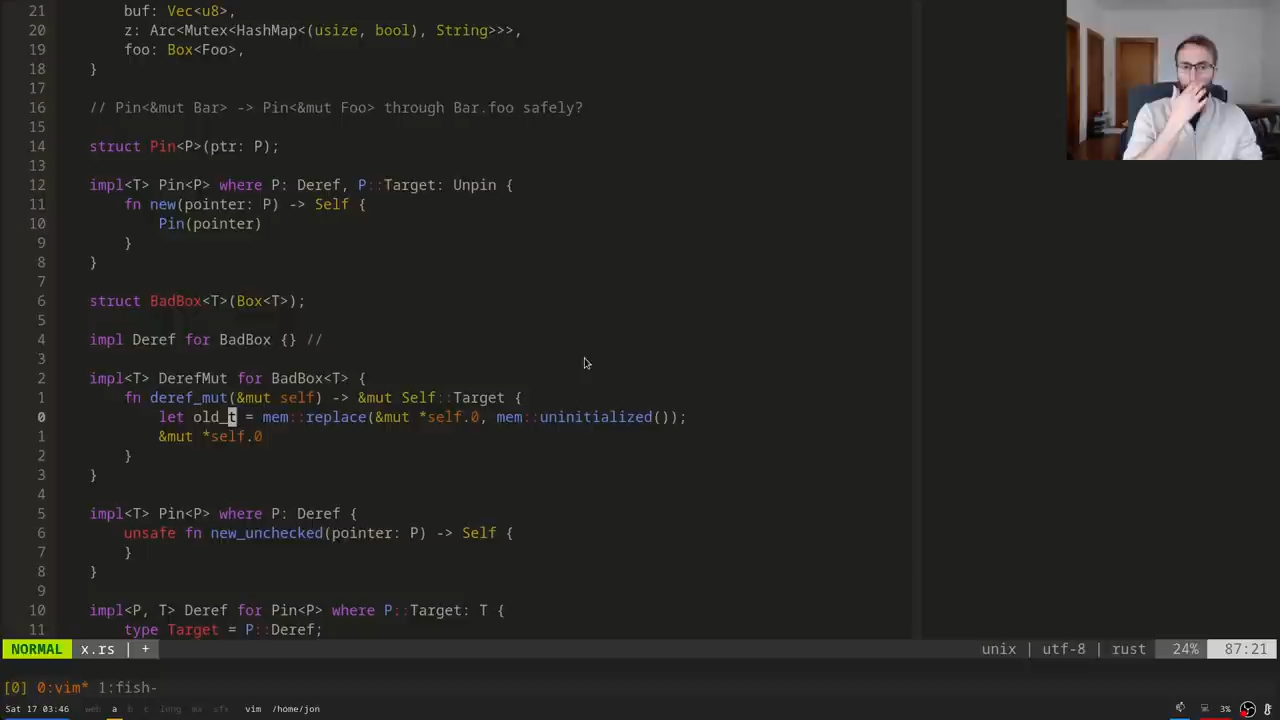 21 buf: Vec<u8>,
20 z: Arc<Mutex<HashMap<(usize, bool), String>>>,
19 foo: Box<Foo>,
18 }
17
16 // Pin<&mut Bar> -> Pin<&mut Foo> through Bar.foo safely?
15
14 struct Pin<P>(ptr: P);
13
12 impl<T> Pin<P> where P: Deref, P::Target: Unpin {
11 fn new(pointer: P) -> Self {
10 Pin(pointer)
9 }
8 }
7
6 struct BadBox<T>(Box<T>);
5
4 impl Deref for BadBox {} //
3
2 impl<T> DerefMut for BadBox<T> {
1 fn deref_mut(&mut self) -> &mut Self::Target {
0 let old_t = mem::replace(&mut *self.0, mem::uninitialized());
1 &mut *self.0
2 }
3 }
4
5 impl<T> Pin<P> where P: Deref {
6 unsafe fn new_unchecked(pointer: P) -> Self {
7 }
8 }
9
10 impl<P, T> Deref for Pin<P> where P::Target: T {
11 type Target = P::Deref;
NORMAL x.rs | + unix | utf-8 | rust 24% 87:21
[0] 0:vim* 1:fish-
Sat 17 03:46 web a b c lung mx sfx vim /home/jon 3%